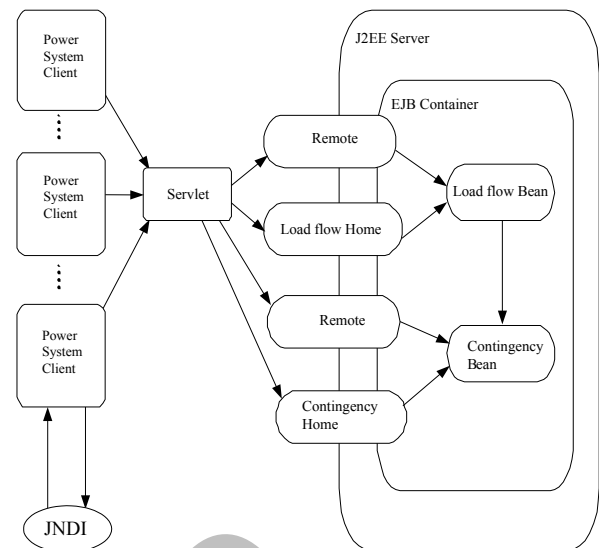 Power
System
Client
J2EE Server
EJB Container
Remote
Power
System
Client
Servlet
Load flow Bean
Load flow Home
Remote
Power
System
Client
Contingency
Bean
Contingency
Home
JNDI